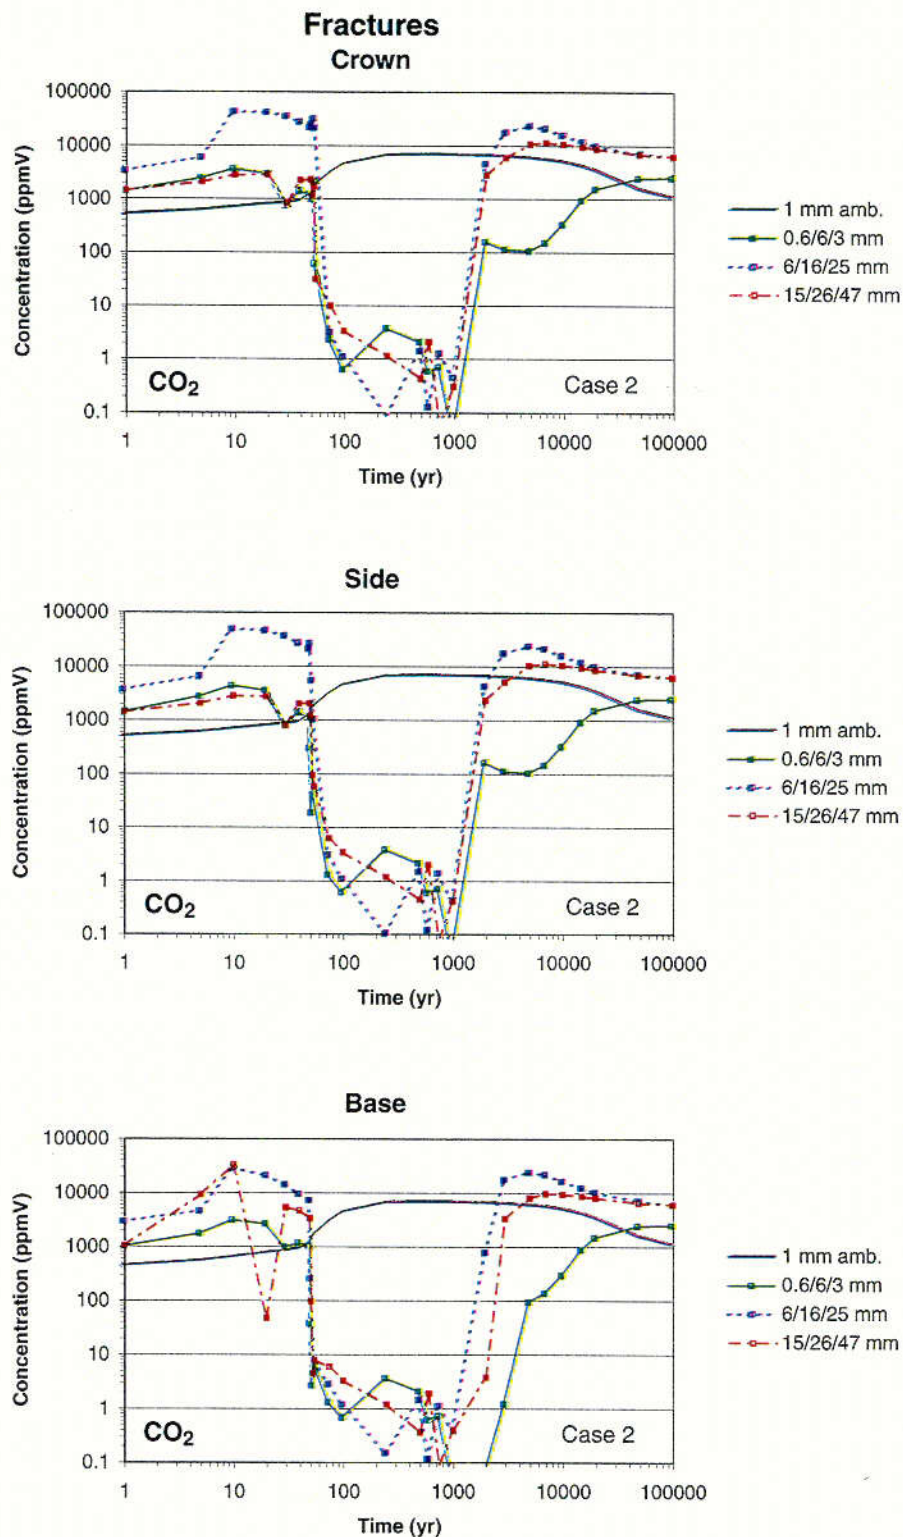 Fractures
Crown
100000
10000
1000
100
10
1
0.1
Concentration (ppmV)
CO2
Case 2
1 10 100 1000 10000 100000
Time (yr)
1 mm amb.
0.6/6/3 mm
6/16/25 mm
15/26/47 mm
Side
100000
10000
1000
100
10
1
0.1
Concentration (ppmV)
CO2
Case 2
1 10 100 1000 10000 100000
Time (yr)
1 mm amb.
0.6/6/3 mm
6/16/25 mm
15/26/47 mm
Base
100000
10000
1000
100
10
1
0.1
Concentration (ppmV)
CO2
Case 2
1 10 100 1000 10000 100000
Time (yr)
1 mm amb.
0.6/6/3 mm
6/16/25 mm
15/26/47 mm